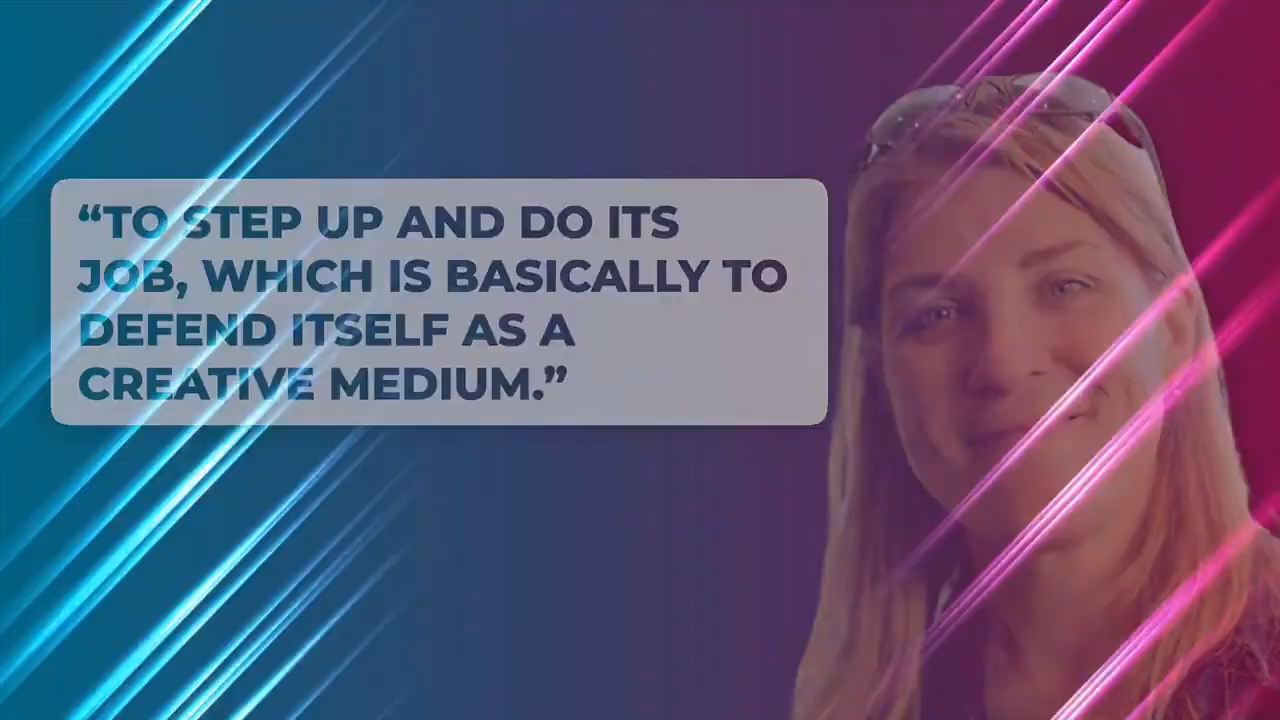 “TO STEP UP AND DO ITS
JOB, WHICH IS BASICALLY TO
DEFEND ITSELF AS A
CREATIVE MEDIUM.”